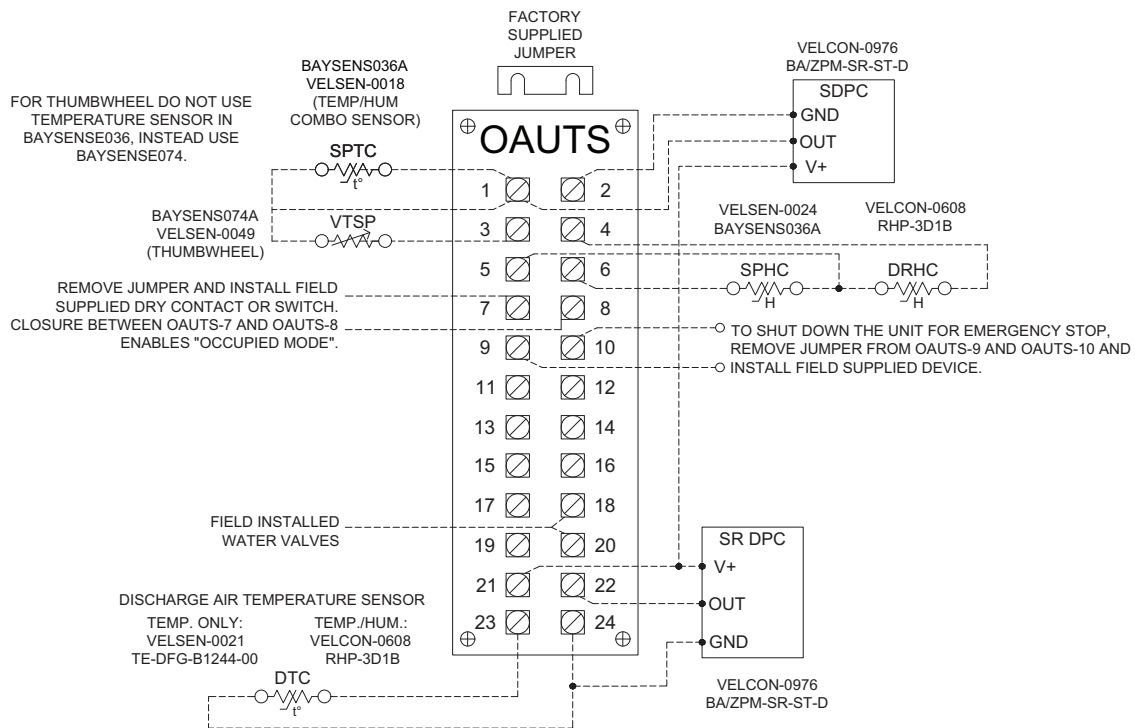 FACTORY
SUPPLIED
JUMPER
BAYSENS036A
VELSEN-0018
(TEMP/HUM
COMBO SENSOR)
VELCON-0976
BA/ZPM-SR-ST-D
SDPC
GND
OUT
V+
FOR THUMBWHEEL DO NOT USE
TEMPERATURE SENSOR IN
BAYSENSE036, INSTEAD USE
BAYSENSE074.
SPTC
t°
OAUTS
1 2
3 4
5 6
7 8
9 10
11 12
13 14
15 16
17 18
19 20
21 22
23 24
BAYSENS074A
VELSEN-0049
(THUMBWHEEL)
VTSP
VELSEN-0024
BAYSENS036A
VELCON-0608
RHP-3D1B
SPHC
H
DRHC
H
REMOVE JUMPER AND INSTALL FIELD
SUPPLIED DRY CONTACT OR SWITCH.
CLOSURE BETWEEN OAUTS-7 AND OAUTS-8
ENABLES "OCCUPIED MODE".
TO SHUT DOWN THE UNIT FOR EMERGENCY STOP,
REMOVE JUMPER FROM OAUTS-9 AND OAUTS-10 AND
INSTALL FIELD SUPPLIED DEVICE.
FIELD INSTALLED
WATER VALVES
SR DPC
V+
OUT
GND
VELCON-0976
BA/ZPM-SR-ST-D
DISCHARGE AIR TEMPERATURE SENSOR
TEMP. ONLY:
VELSEN-0021
TE-DFG-B1244-00
TEMP./HUM.:
VELCON-0608
RHP-3D1B
DTC
t°